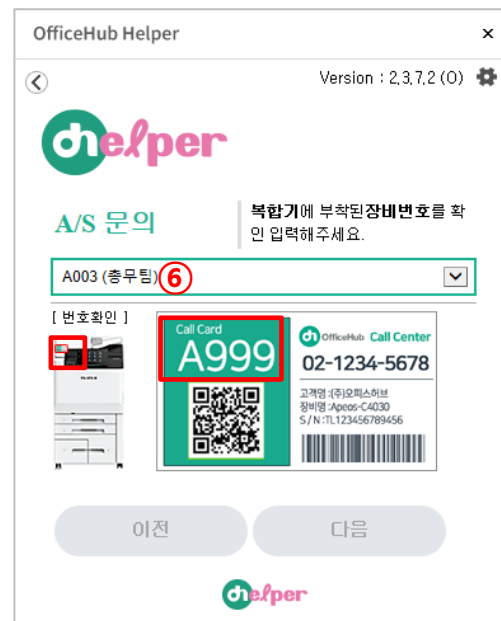 OfficeHub Helper
×
Version : 2,3,7,2 (O)
helper
A/S 문의
복합기에 부착된장비번호를 확
인 입력해주세요.
A003 (총무팀)
⑥
[ 번호확인 ]
Call Card
A999
OfficeHub Call Center
02-1234-5678
고객명:(주)오피스허브
장비명:Apeos-C4030
S/N:TL123456789456
이전
다음
helper